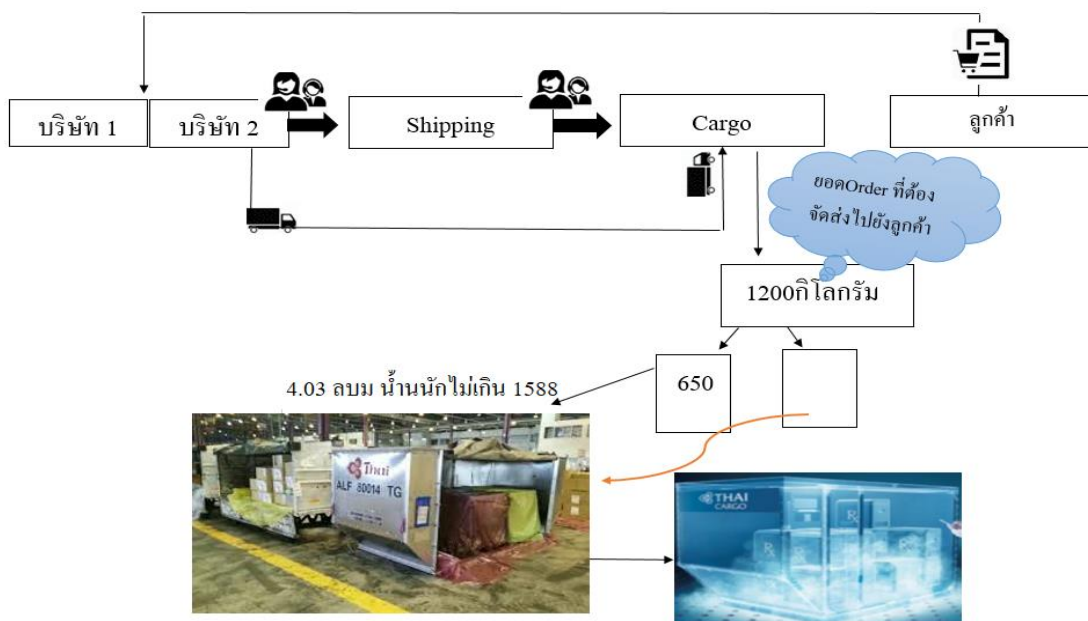 บริษัท 1
บริษัท 2
Shipping
Cargo
ลูกค้า
ยอดOrder ที่ต้อง
จัดส่งไปยังลูกค้า
1200กิโลกรัม
650
4.03 ลบม น้ำนนักไม่เกิน 1588
THAI
ALF 80014 TG
THAI
CARGO
Rx
Rx